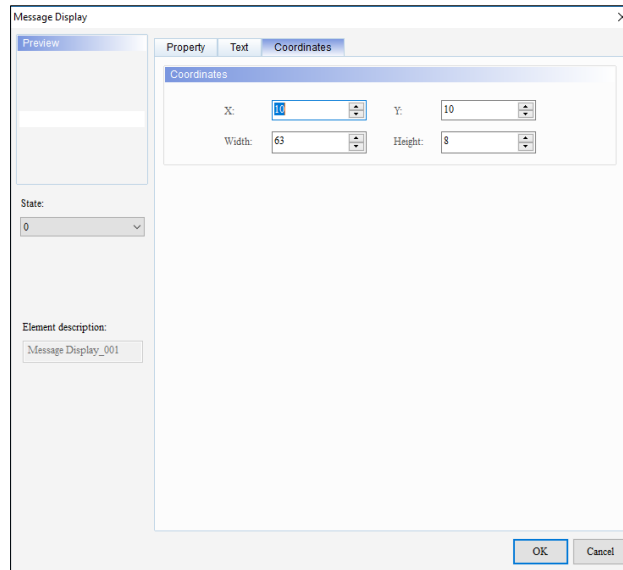 Message Display
Preview
Property Text Coordinates
Coordinates
X: 10 Y: 10
Width: 63 Height: 8
State:
0
Element description:
Message Display_001
OK Cancel